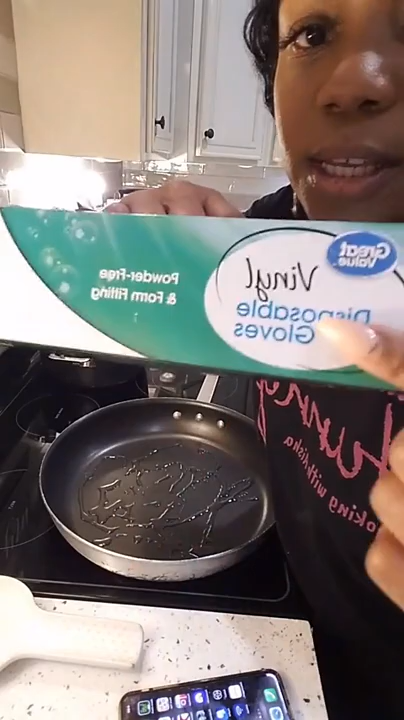 Great
Value
Vinyl
Disposable
Gloves
Powder-Free
& Form Fitting